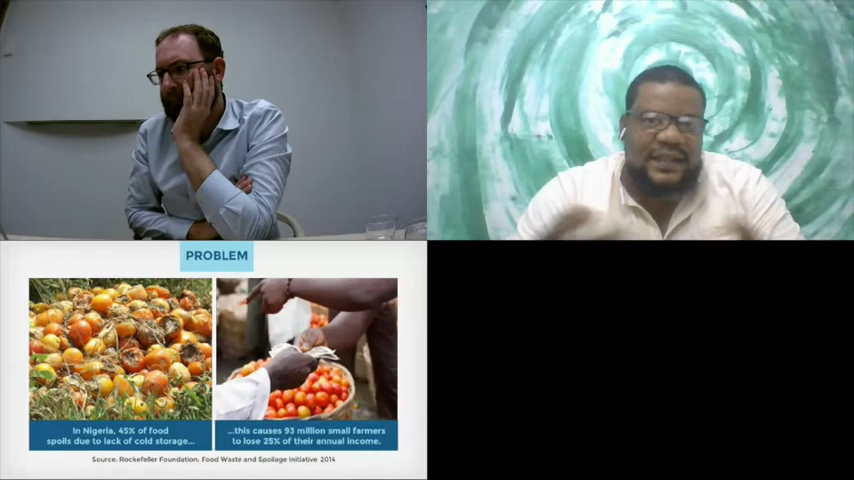 PROBLEM
In Nigeria, 45% of food
spoils due to lack of cold storage...
...this causes 93 million small farmers
to lose 25% of their annual income.
Source: Rockefeller Foundation: Food Waste and Spoilage Initiative 2014